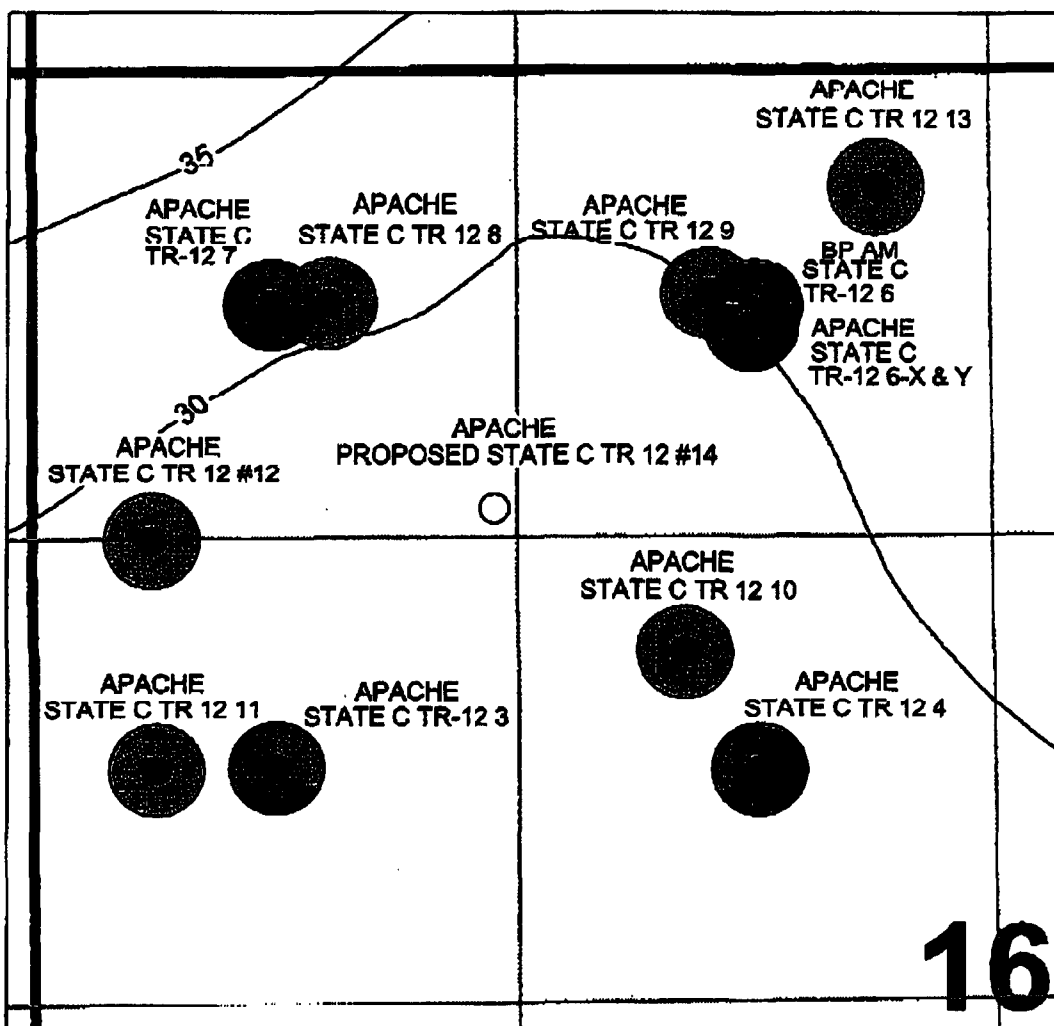 APACHE
STATE C TR 12 13
35
APACHE
STATE C
TR-12 7
APACHE
STATE C TR 12 8
APACHE
STATE C TR 12 9
BP AM
STATE C
TR-12 6
APACHE
STATE C
TR-12 6-X & Y
30
APACHE
STATE C TR 12 #12
APACHE
PROPOSED STATE C TR 12 #14
APACHE
STATE C TR 12 10
APACHE
STATE C TR 12 11
APACHE
STATE C TR-12 3
APACHE
STATE C TR 12 4
16